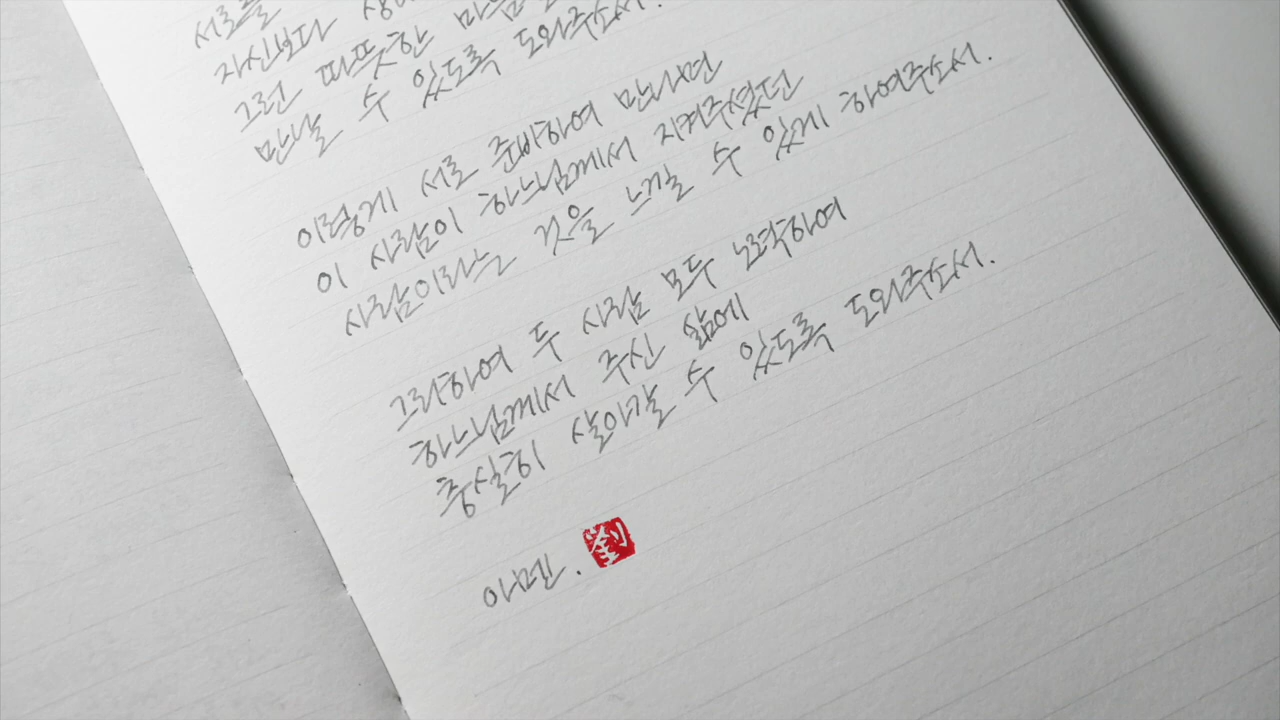 서로를
자신보다
그런 따뜻한 마음
만날 수 있도록 도와주소서.
이렇게 서로 준비하여 만나면
이 사람이 하느님께서 지켜주셨던
사람이라는 것을 느낄 수 있게 하여주소서.
그리하여 두 사람 모두 노력하여
하느님께서 주신 삶에
충실히 살아갈 수 있도록 도와주소서.
아멘. 劉